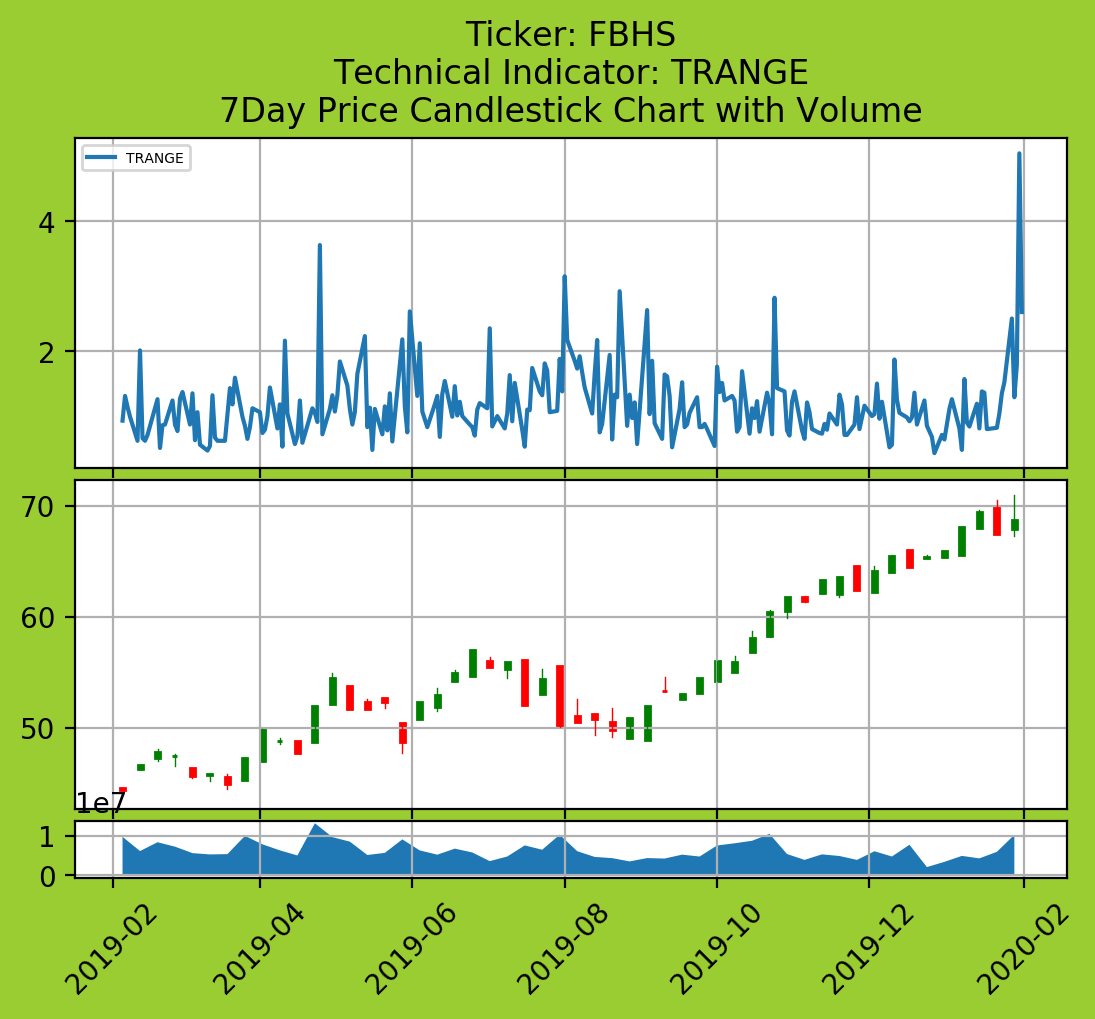 Ticker: FBHS
Technical Indicator: TRANGE
7Day Price Candlestick Chart with Volume
TRANGE
4
2
70
60
50
1e7
1
0
2019-02
2019-04
2019-06
2019-08
2019-10
2019-12
2020-02